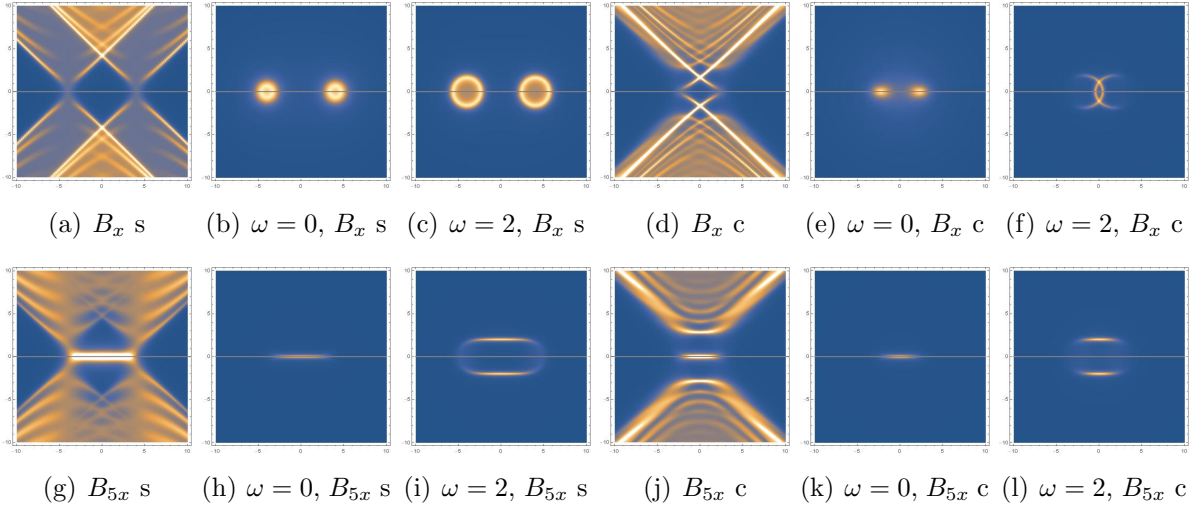 (a) $B_x$ s
(b) $\omega = 0$, $B_x$ s
(c) $\omega = 2$, $B_x$ s
(d) $B_x$ c
(e) $\omega = 0$, $B_x$ c
(f) $\omega = 2$, $B_x$ c
(g) $B_{5x}$ s
(h) $\omega = 0$, $B_{5x}$ s
(i) $\omega = 2$, $B_{5x}$ s
(j) $B_{5x}$ c
(k) $\omega = 0$, $B_{5x}$ c
(l) $\omega = 2$, $B_{5x}$ c